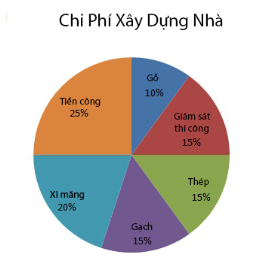 Chi Phí Xây Dựng Nhà
Gỗ
10%
Giám sát
thi công
15%
Thép
15%
Gạch
15%
Xi măng
20%
Tiền công
25%